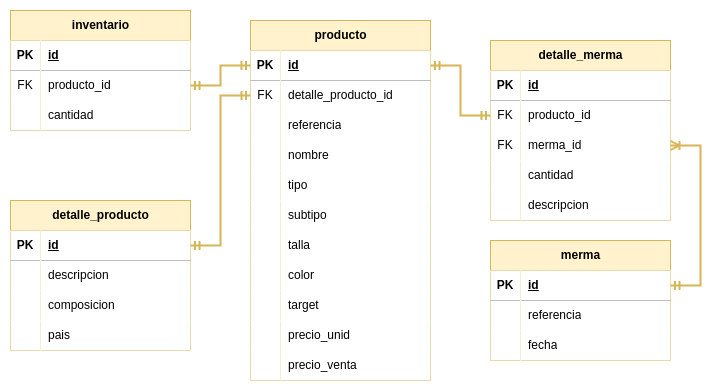 inventario
PK id
FK producto_id
cantidad
detalle_producto
PK id
descripcion
composicion
pais
producto
PK id
FK detalle_producto_id
referencia
nombre
tipo
subtipo
talla
color
target
precio_unid
precio_venta
detalle_merma
PK id
FK producto_id
FK merma_id
cantidad
descripcion
merma
PK id
referencia
fecha